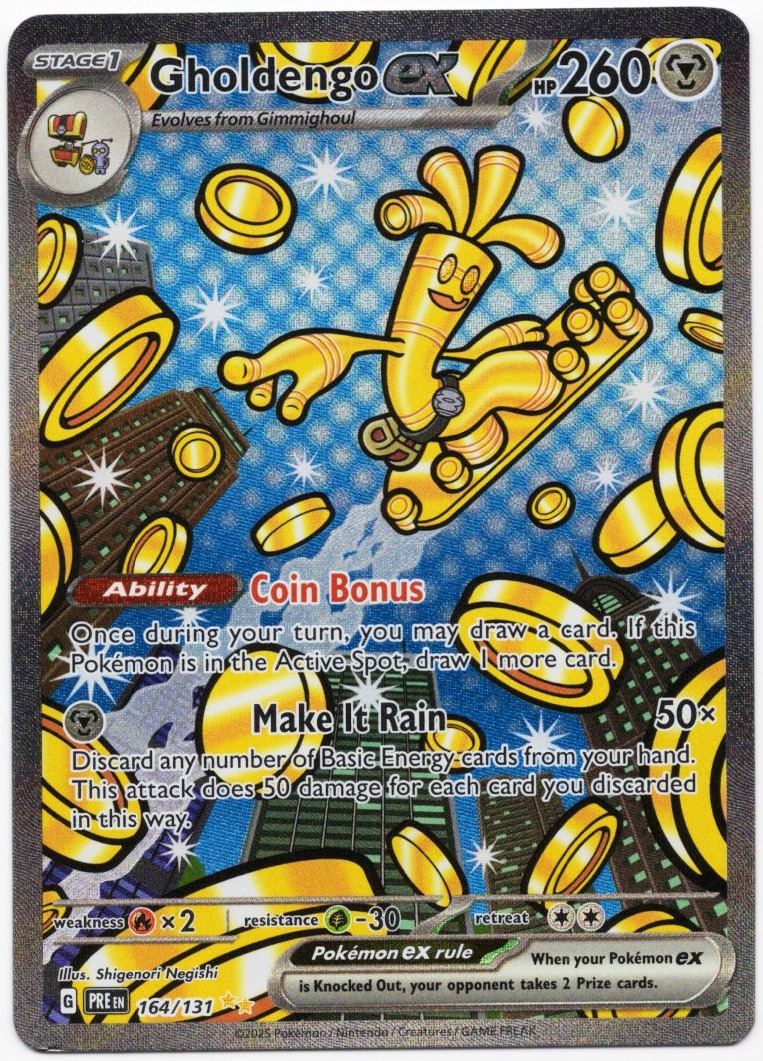 STAGE1
Gholdengo ex HP 260
Evolves from Gimmighoul
Ability Coin Bonus
Once during your turn, you may draw a card. If this
Pokémon is in the Active Spot, draw 1 more card.
Make It Rain 50×
Discard any number of Basic Energy cards from your hand.
This attack does 50 damage for each card you discarded
in this way.
weakness ×2 resistance -30 retreat
Illus. Shigenori Negishi
Pokémon ex rule When your Pokémon ex
is Knocked Out, your opponent takes 2 Prize cards.
G PRE EN 164/131
©2025 Pokémon / Nintendo / Creatures / GAME FREAK